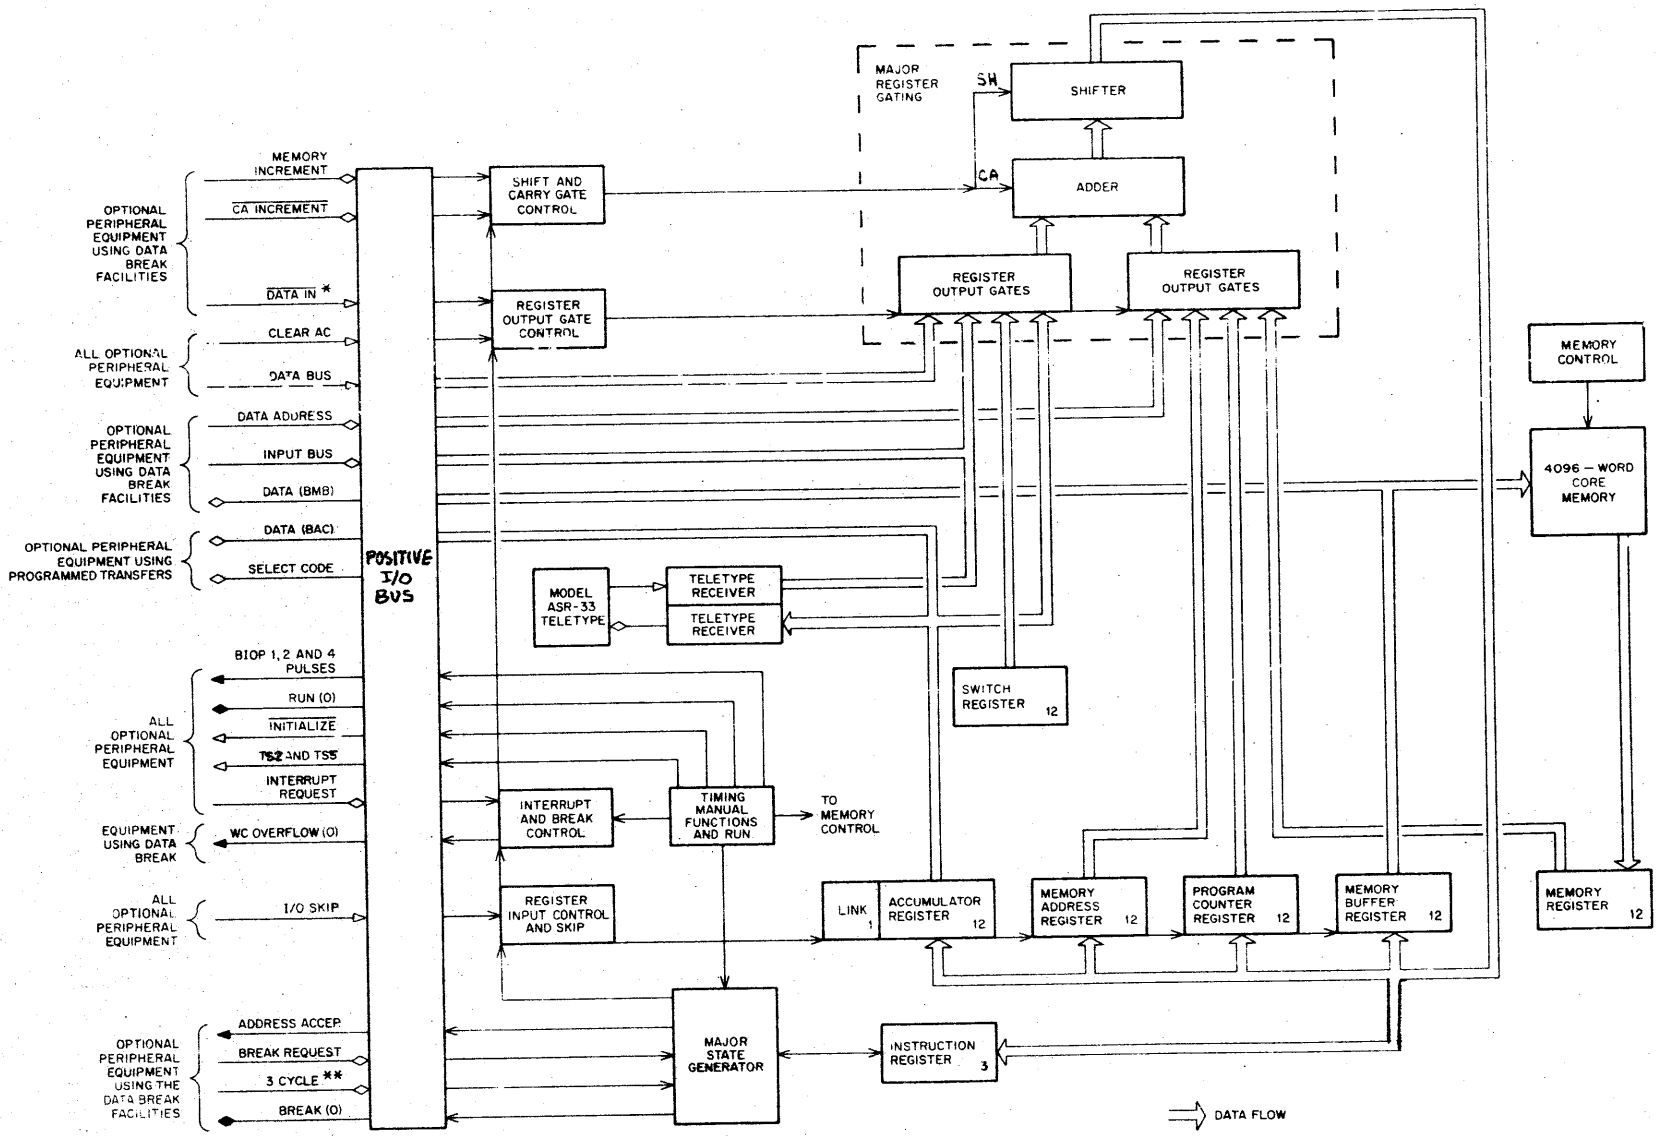 MAJOR
REGISTER
GATING
SH
SHIFTER
CA
ADDER
MEMORY
INCREMENT
CA INCREMENT
OPTIONAL
PERIPHERAL
EQUIPMENT
USING DATA
BREAK
FACILITIES
DATA IN *
SHIFT AND
CARRY GATE
CONTROL
REGISTER
OUTPUT GATE
CONTROL
REGISTER
OUTPUT GATES
REGISTER
OUTPUT GATES
CLEAR AC
ALL OPTIONAL
PERIPHERAL
EQUIPMENT
DATA BUS
MEMORY
CONTROL
DATA ADDRESS
OPTIONAL
PERIPHERAL
EQUIPMENT
USING DATA
BREAK
FACILITIES
INPUT BUS
DATA (BMB)
4096 — WORD
CORE
MEMORY
DATA (BAC)
OPTIONAL PERIPHERAL
EQUIPMENT USING
PROGRAMMED TRANSFERS
SELECT CODE
POSITIVE
I/O
BUS
MODEL
ASR-33
TELETYPE
TELETYPE
RECEIVER
TELETYPE
RECEIVER
SWITCH
REGISTER
12
BIOP 1, 2 AND 4
PULSES
RUN (0)
INITIALIZE
TS2 AND TS3
INTERRUPT
REQUEST
ALL
OPTIONAL
PERIPHERAL
EQUIPMENT
INTERRUPT
AND BREAK
CONTROL
TIMING
MANUAL
FUNCTIONS
AND RUN
TO
MEMORY
CONTROL
EQUIPMENT
USING DATA
BREAK
WC OVERFLOW (0)
ALL
OPTIONAL
PERIPHERAL
EQUIPMENT
I/O SKIP
REGISTER
INPUT CONTROL
AND SKIP
LINK
1
ACCUMULATOR
REGISTER
12
MEMORY
ADDRESS
REGISTER
12
PROGRAM
COUNTER
REGISTER
12
MEMORY
BUFFER
REGISTER
12
MEMORY
REGISTER
12
ADDRESS ACCEP.
BREAK REQUEST
3 CYCLE **
BREAK (0)
OPTIONAL
PERIPHERAL
EQUIPMENT
USING THE
DATA BREAK
FACILITIES
MAJOR
STATE
GENERATOR
INSTRUCTION
REGISTER
3
DATA FLOW